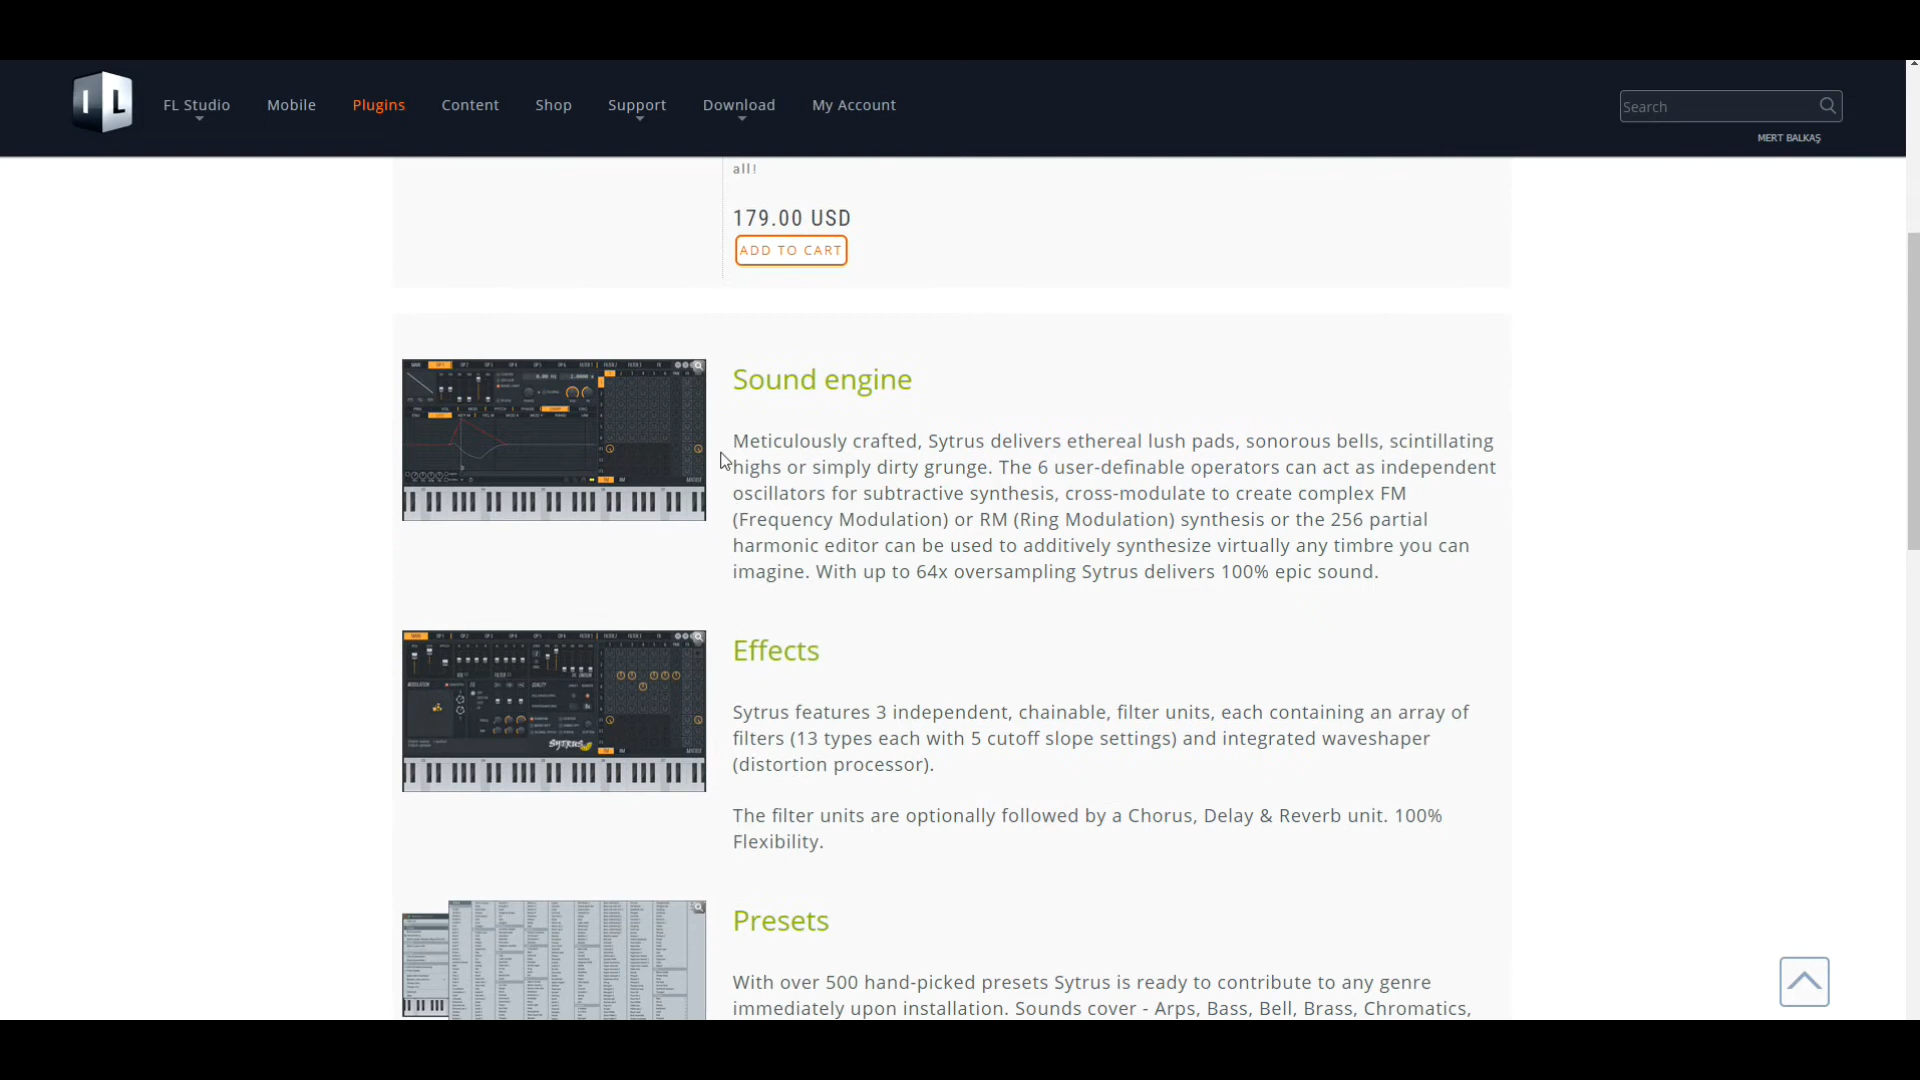 I L
FL Studio
Mobile
Plugins
Content
Shop
Support
Download
My Account
Search
MERT BALKAŞ
all!
179.00 USD
ADD TO CART
Sound engine
Meticulously crafted, Sytrus delivers ethereal lush pads, sonorous bells, scintillating
highs or simply dirty grunge. The 6 user-definable operators can act as independent
oscillators for subtractive synthesis, cross-modulate to create complex FM
(Frequency Modulation) or RM (Ring Modulation) synthesis or the 256 partial
harmonic editor can be used to additively synthesize virtually any timbre you can
imagine. With up to 64x oversampling Sytrus delivers 100% epic sound.
SYTRUS
Effects
Sytrus features 3 independent, chainable, filter units, each containing an array of
filters (13 types each with 5 cutoff slope settings) and integrated waveshaper
(distortion processor).
The filter units are optionally followed by a Chorus, Delay & Reverb unit. 100%
Flexibility.
Presets
With over 500 hand-picked presets Sytrus is ready to contribute to any genre
immediately upon installation. Sounds cover - Arps, Bass, Bell, Brass, Chromatics,